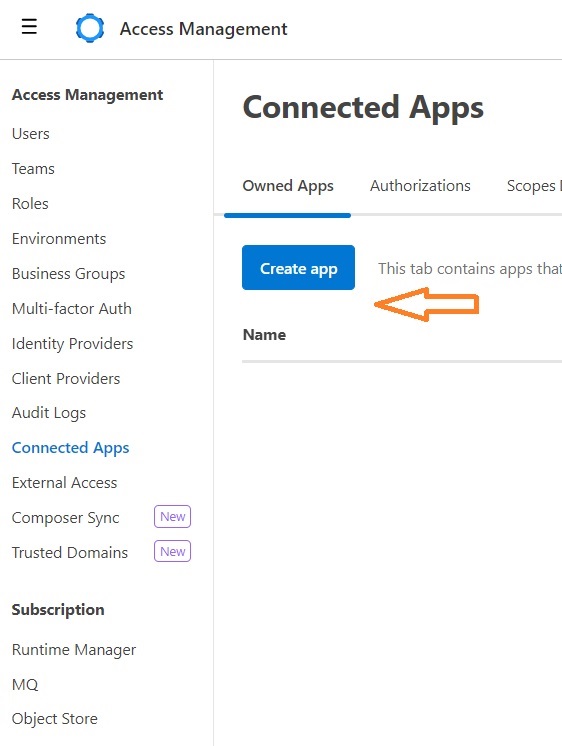 Access Management
Access Management
Users
Teams
Roles
Environments
Business Groups
Multi-factor Auth
Identity Providers
Client Providers
Audit Logs
Connected Apps
External Access
Composer Sync New
Trusted Domains New
Subscription
Runtime Manager
MQ
Object Store
Connected Apps
Owned Apps Authorizations Scopes
Create app This tab contains apps that
Name